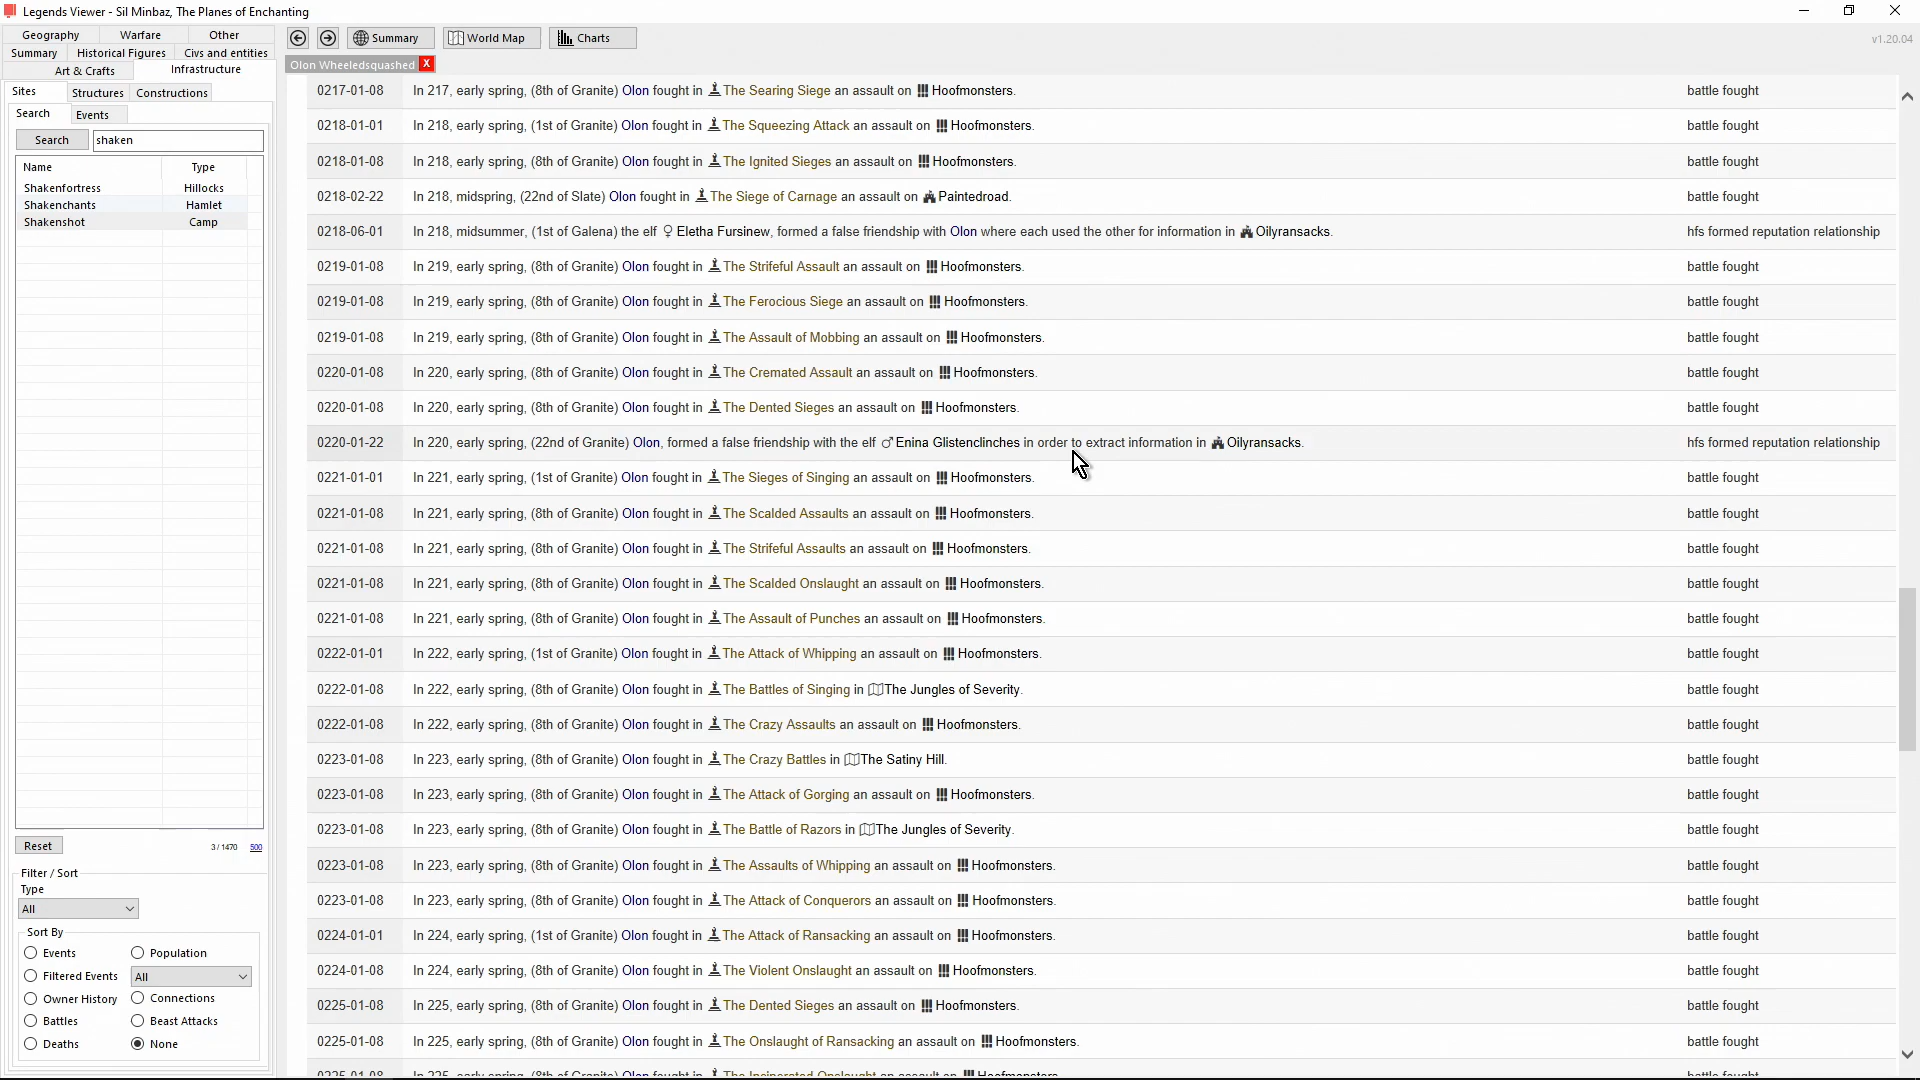 Legends Viewer - Sil Minbaz, The Planes of Enchanting
Geography Warfare Other
Summary Historical Figures Civs and entities
Art & Crafts Infrastructure
Sites Structures Constructions
Search Events
Search shaken
Name Type
Shakenfortress Hillocks
Shakenchants Hamlet
Shakenshot Camp
Reset 3 / 1470 500
Filter / Sort
Type
All
Sort By
Events Population
Filtered Events All
Owner History Connections
Battles Beast Attacks
Deaths None
Summary World Map Charts v1.20.04
Olon Wheeledsquashed X
0217-01-08 In 217, early spring, (8th of Granite) Olon fought in The Searing Siege an assault on Hoofmonsters. battle fought
0218-01-01 In 218, early spring, (1st of Granite) Olon fought in The Squeezing Attack an assault on Hoofmonsters. battle fought
0218-01-08 In 218, early spring, (8th of Granite) Olon fought in The Ignited Sieges an assault on Hoofmonsters. battle fought
0218-02-22 In 218, midspring, (22nd of Slate) Olon fought in The Siege of Carnage an assault on Paintedroad. battle fought
0218-06-01 In 218, midsummer, (1st of Galena) the elf ♀ Eletha Fursinew, formed a false friendship with Olon where each used the other for information in Oilyransacks. hfs formed reputation relationship
0219-01-08 In 219, early spring, (8th of Granite) Olon fought in The Strifeful Assault an assault on Hoofmonsters. battle fought
0219-01-08 In 219, early spring, (8th of Granite) Olon fought in The Ferocious Siege an assault on Hoofmonsters. battle fought
0219-01-08 In 219, early spring, (8th of Granite) Olon fought in The Assault of Mobbing an assault on Hoofmonsters. battle fought
0220-01-08 In 220, early spring, (8th of Granite) Olon fought in The Cremated Assault an assault on Hoofmonsters. battle fought
0220-01-08 In 220, early spring, (8th of Granite) Olon fought in The Dented Sieges an assault on Hoofmonsters. battle fought
0220-01-22 In 220, early spring, (22nd of Granite) Olon, formed a false friendship with the elf ♂ Enina Glistenclinches in order to extract information in Oilyransacks. hfs formed reputation relationship
0221-01-01 In 221, early spring, (1st of Granite) Olon fought in The Sieges of Singing an assault on Hoofmonsters. battle fought
0221-01-08 In 221, early spring, (8th of Granite) Olon fought in The Scalded Assaults an assault on Hoofmonsters. battle fought
0221-01-08 In 221, early spring, (8th of Granite) Olon fought in The Strifeful Assaults an assault on Hoofmonsters. battle fought
0221-01-08 In 221, early spring, (8th of Granite) Olon fought in The Scalded Onslaught an assault on Hoofmonsters. battle fought
0221-01-08 In 221, early spring, (8th of Granite) Olon fought in The Assault of Punches an assault on Hoofmonsters. battle fought
0222-01-01 In 222, early spring, (1st of Granite) Olon fought in The Attack of Whipping an assault on Hoofmonsters. battle fought
0222-01-08 In 222, early spring, (8th of Granite) Olon fought in The Battles of Singing in The Jungles of Severity. battle fought
0222-01-08 In 222, early spring, (8th of Granite) Olon fought in The Crazy Assaults an assault on Hoofmonsters. battle fought
0223-01-08 In 223, early spring, (8th of Granite) Olon fought in The Crazy Battles in The Satiny Hill. battle fought
0223-01-08 In 223, early spring, (8th of Granite) Olon fought in The Attack of Gorging an assault on Hoofmonsters. battle fought
0223-01-08 In 223, early spring, (8th of Granite) Olon fought in The Battle of Razors in The Jungles of Severity. battle fought
0223-01-08 In 223, early spring, (8th of Granite) Olon fought in The Assaults of Whipping an assault on Hoofmonsters. battle fought
0223-01-08 In 223, early spring, (8th of Granite) Olon fought in The Attack of Conquerors an assault on Hoofmonsters. battle fought
0224-01-01 In 224, early spring, (1st of Granite) Olon fought in The Attack of Ransacking an assault on Hoofmonsters. battle fought
0224-01-08 In 224, early spring, (8th of Granite) Olon fought in The Violent Onslaught an assault on Hoofmonsters. battle fought
0225-01-08 In 225, early spring, (8th of Granite) Olon fought in The Dented Sieges an assault on Hoofmonsters. battle fought
0225-01-08 In 225, early spring, (8th of Granite) Olon fought in The Onslaught of Ransacking an assault on Hoofmonsters. battle fought
0225-01-08 In 225, early spring, (8th of Granite) Olon fought in The Incinerated Onslaught an assault on Hoofmonsters. battle fought